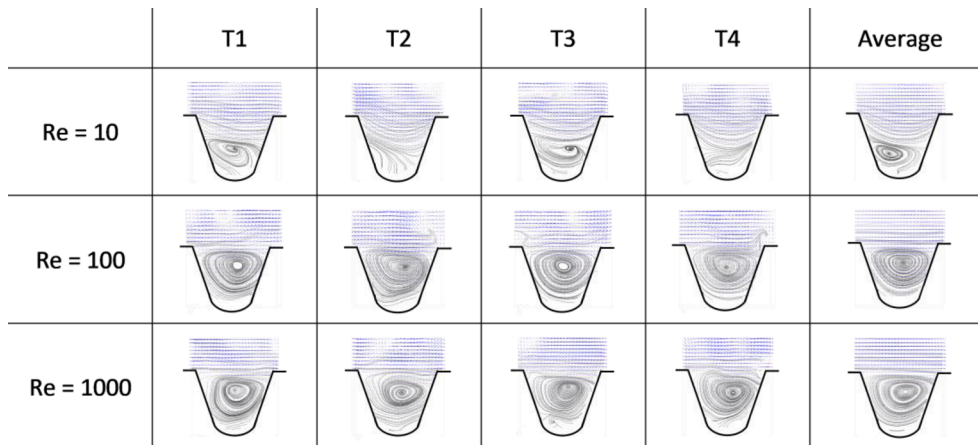 T1 T2 T3 T4 Average
Re = 10
Re = 100
Re = 1000